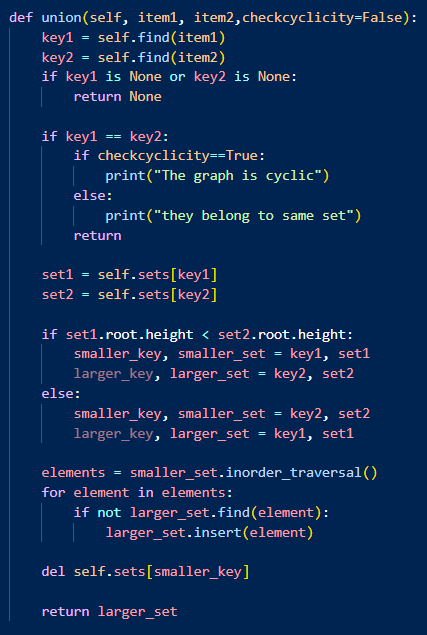 def union(self, item1, item2,checkcyclicity=False):
    key1 = self.find(item1)
    key2 = self.find(item2)
    if key1 is None or key2 is None:
        return None

    if key1 == key2:
        if checkcyclicity==True:
            print("The graph is cyclic")
        else:
            print("they belong to same set")
        return

    set1 = self.sets[key1]
    set2 = self.sets[key2]

    if set1.root.height < set2.root.height:
        smaller_key, smaller_set = key1, set1
        larger_key, larger_set = key2, set2
    else:
        smaller_key, smaller_set = key2, set2
        larger_key, larger_set = key1, set1

    elements = smaller_set.inorder_traversal()
    for element in elements:
        if not larger_set.find(element):
            larger_set.insert(element)

    del self.sets[smaller_key]

    return larger_set